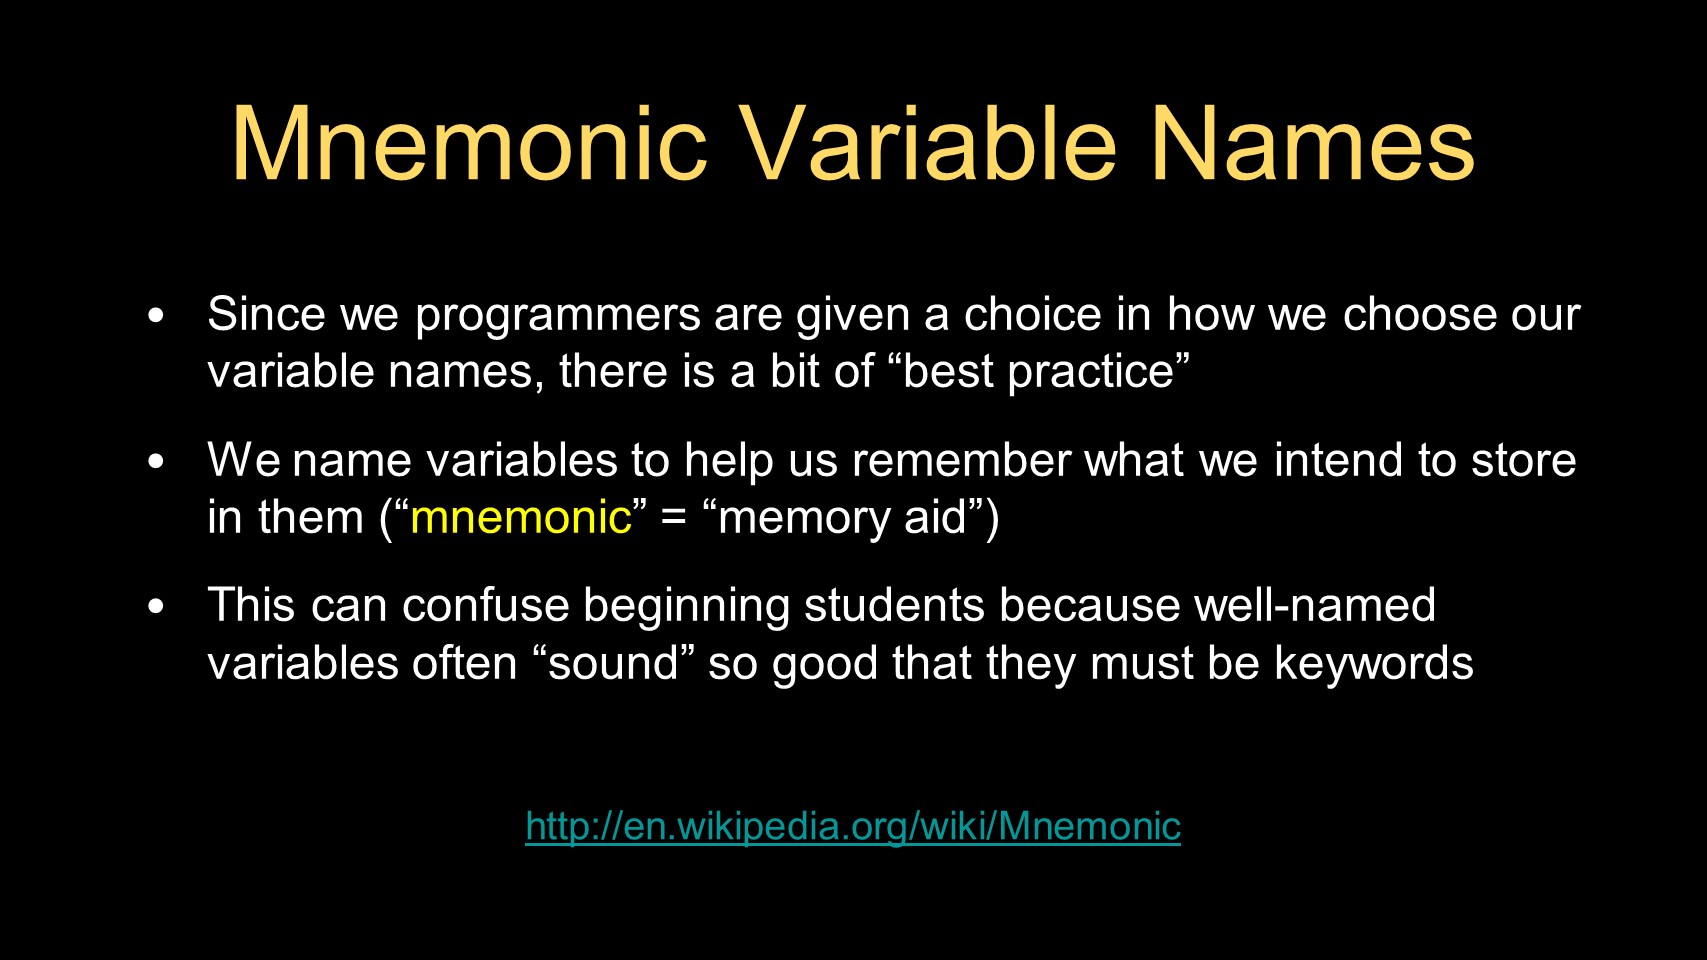 Mnemonic Variable Names
• Since we programmers are given a choice in how we choose our
variable names, there is a bit of “best practice”
• We name variables to help us remember what we intend to store
in them (“mnemonic” = “memory aid”)
• This can confuse beginning students because well-named
variables often “sound” so good that they must be keywords
http://en.wikipedia.org/wiki/Mnemonic